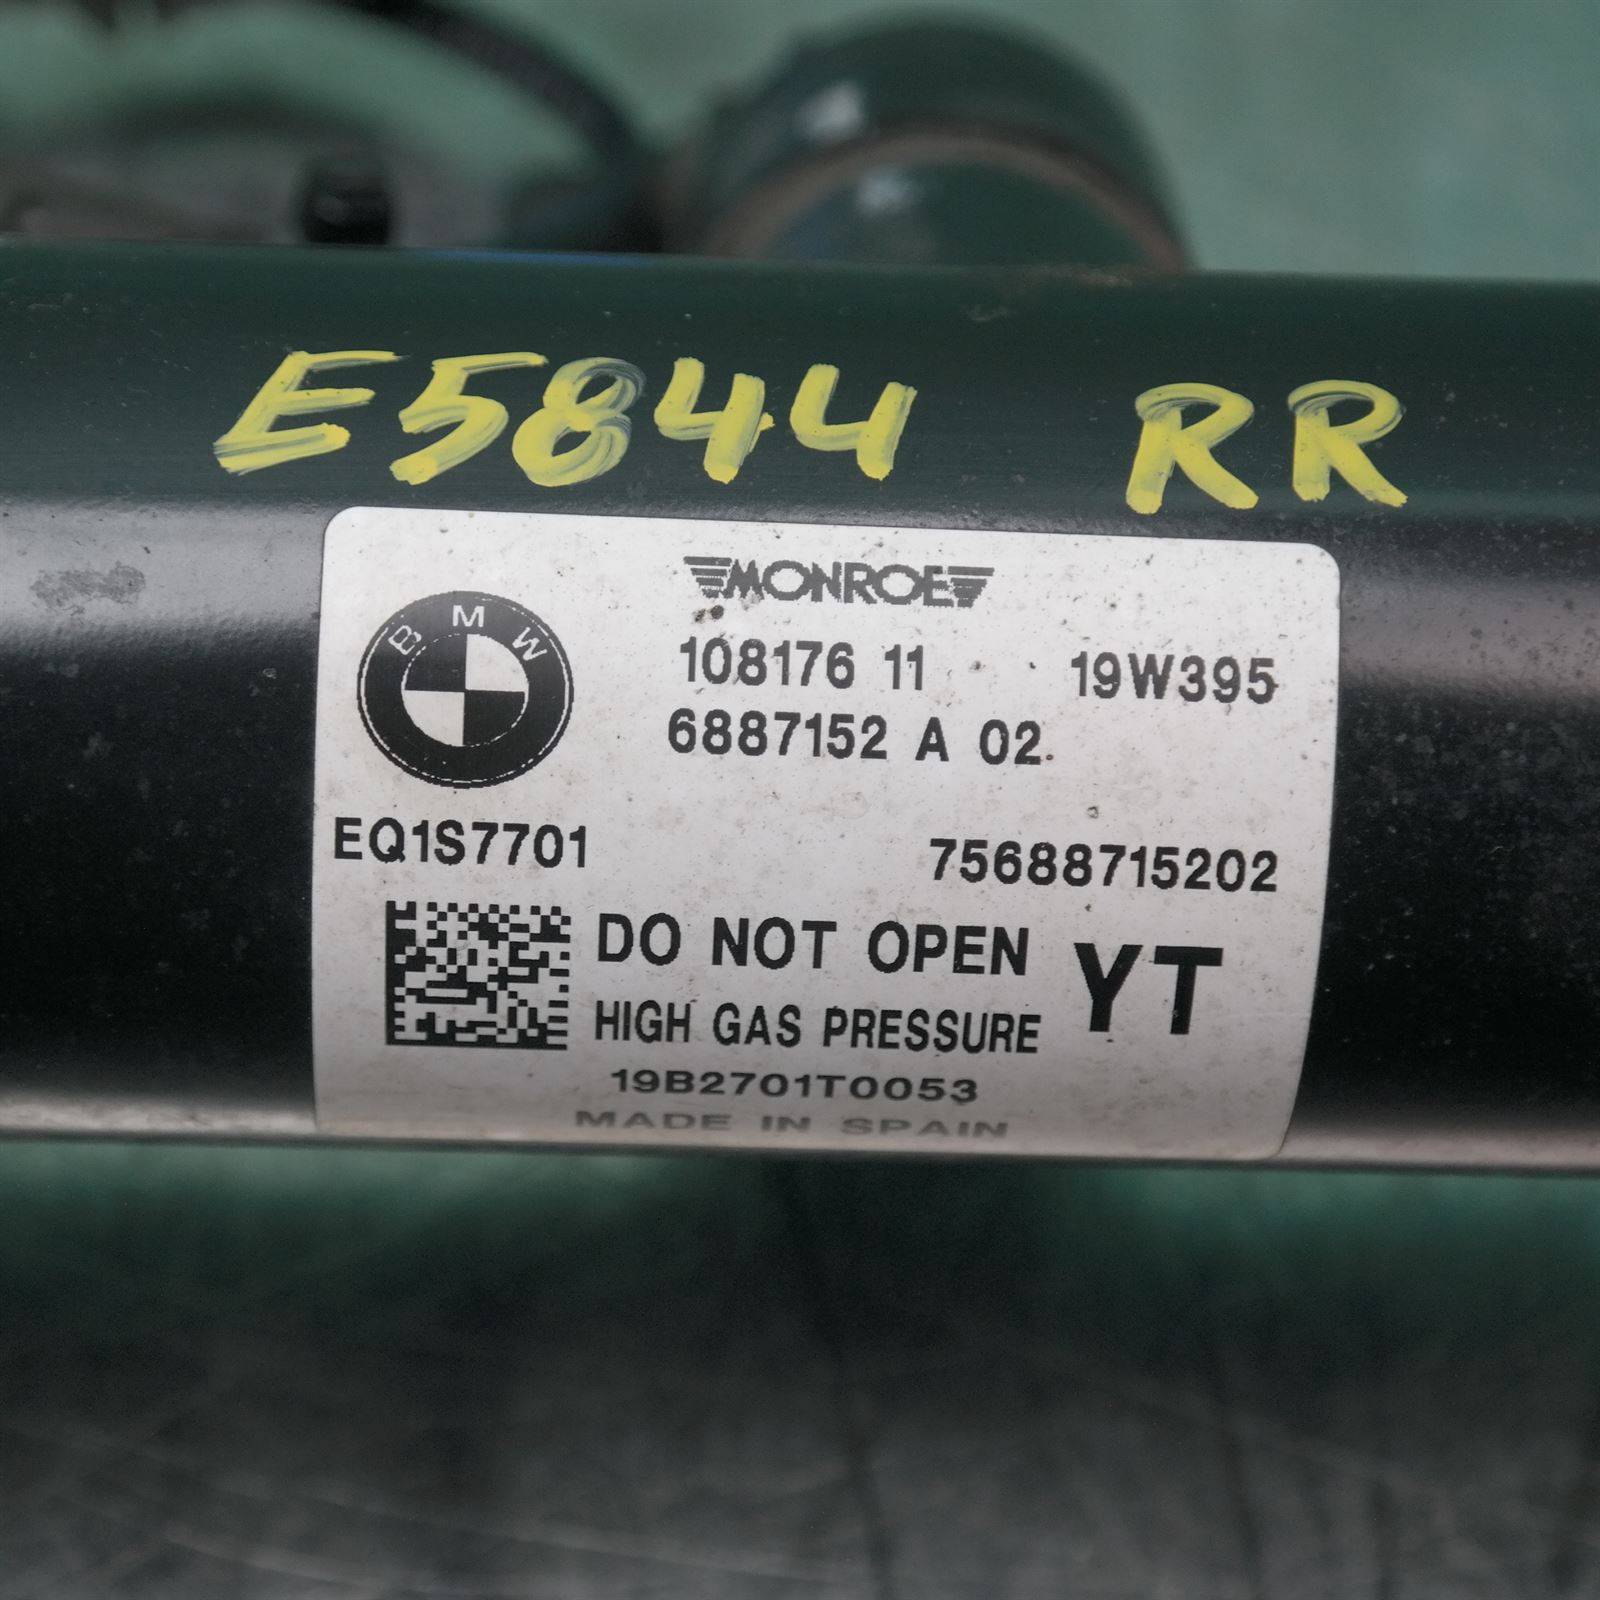 E5844 RR
MONROE
BMW
108176 11 19W395
6887152 A 02
EQ1S7701 75688715202
DO NOT OPEN YT
HIGH GAS PRESSURE
19B2701T0053
MADE IN SPAIN